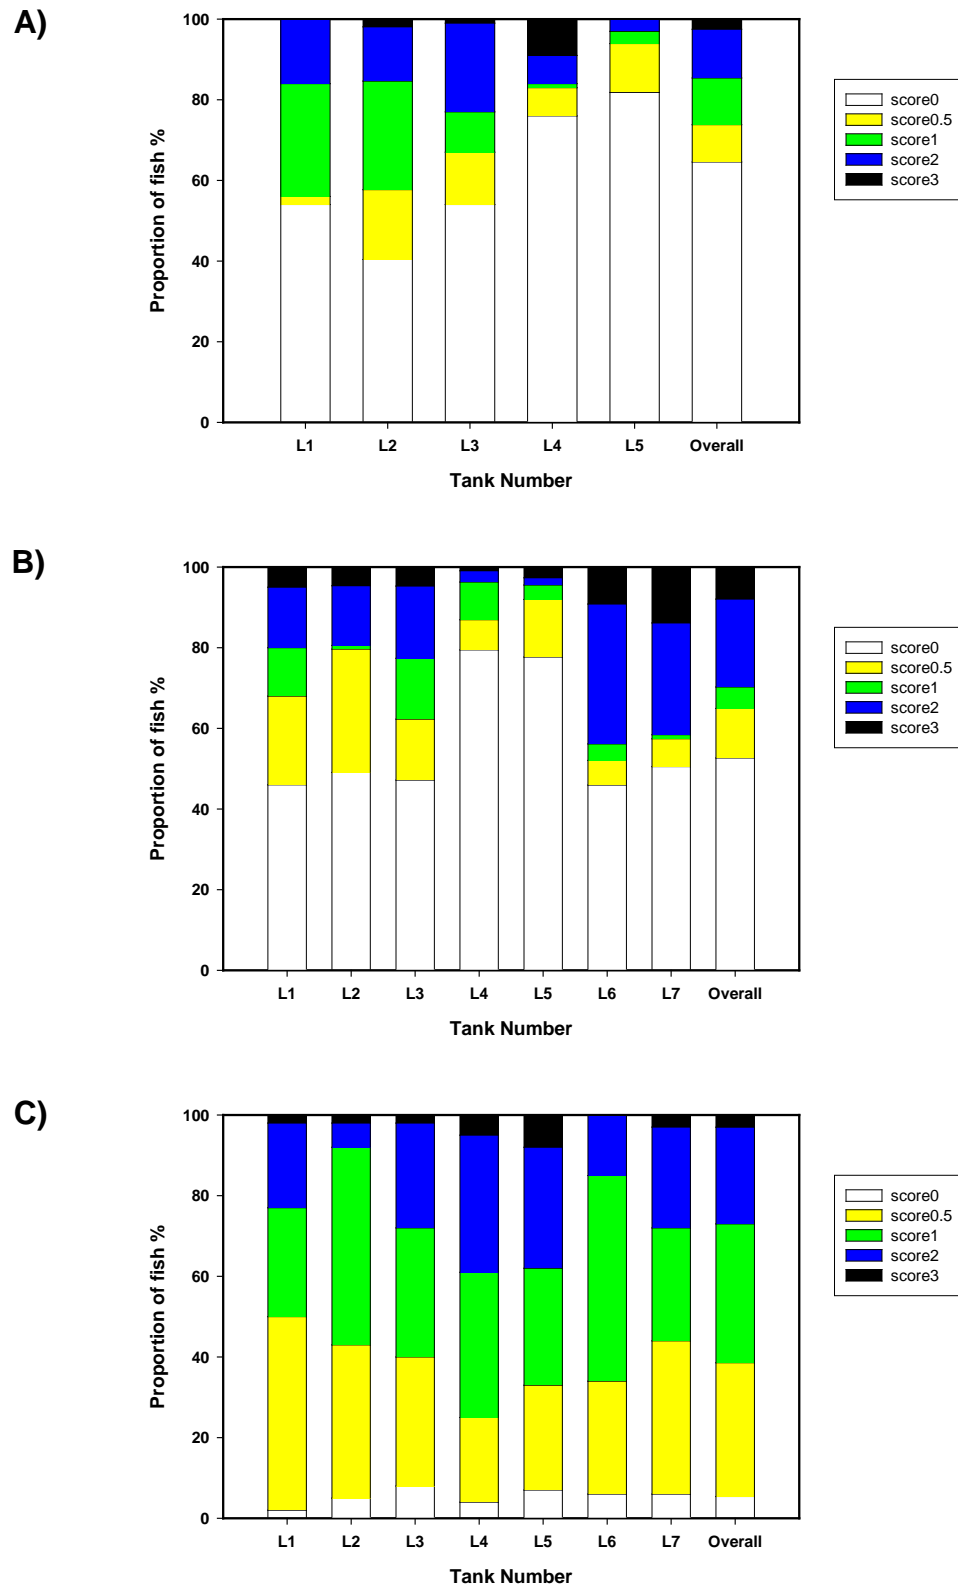 A)
Proportion of fish %
100
80
60
40
20
0
L1 L2 L3 L4 L5 Overall
Tank Number
score0
score0.5
score1
score2
score3
B)
Proportion of fish %
100
80
60
40
20
0
L1 L2 L3 L4 L5 L6 L7 Overall
Tank Number
score0
score0.5
score1
score2
score3
C)
Proportion of fish %
100
80
60
40
20
0
L1 L2 L3 L4 L5 L6 L7 Overall
Tank Number
score0
score0.5
score1
score2
score3